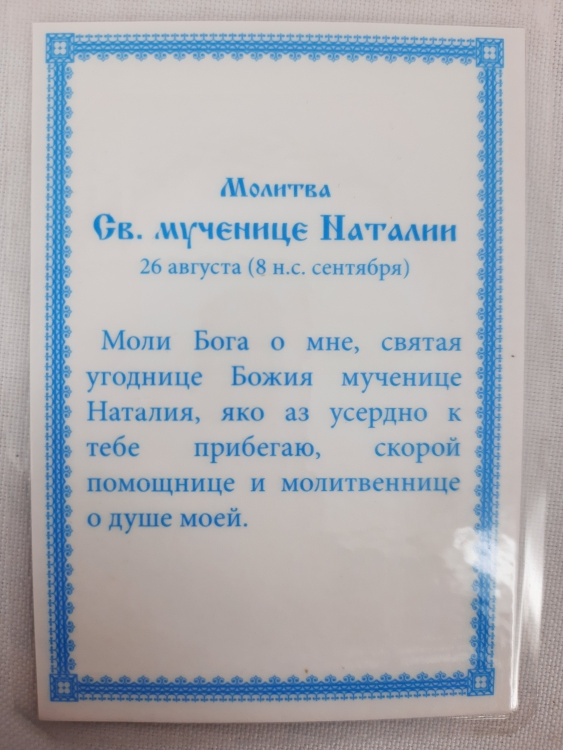 Молитва
Св. мученице Наталии
26 августа (8 н.с. сентября)
Моли Бога о мне, святая
угоднице Божия мученице
Наталия, яко аз усердно к
тебе прибегаю, скорой
помощнице и молитвеннице
о душе моей.